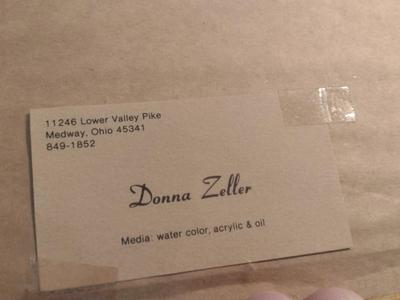 11246 Lower Valley Pike
Medway, Ohio 45341
849-1852
Donna Zeller
Media: water color, acrylic & oil